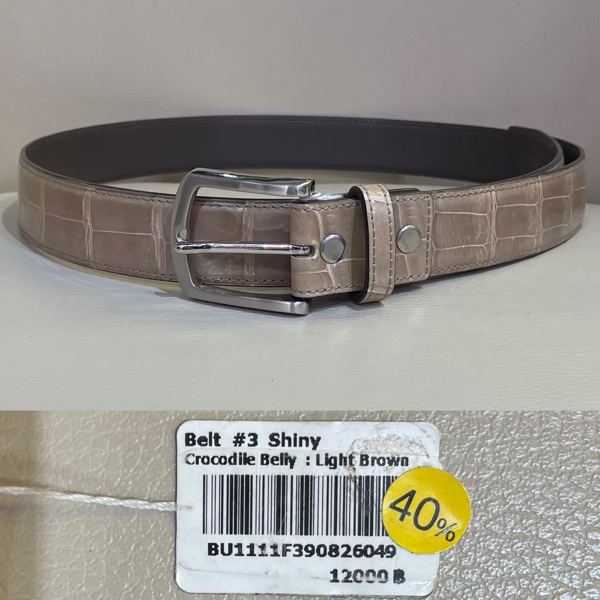 Belt #3 Shiny
Crocodile Belly : Light Brown
40%
BU1111F390826049
12000 ฿